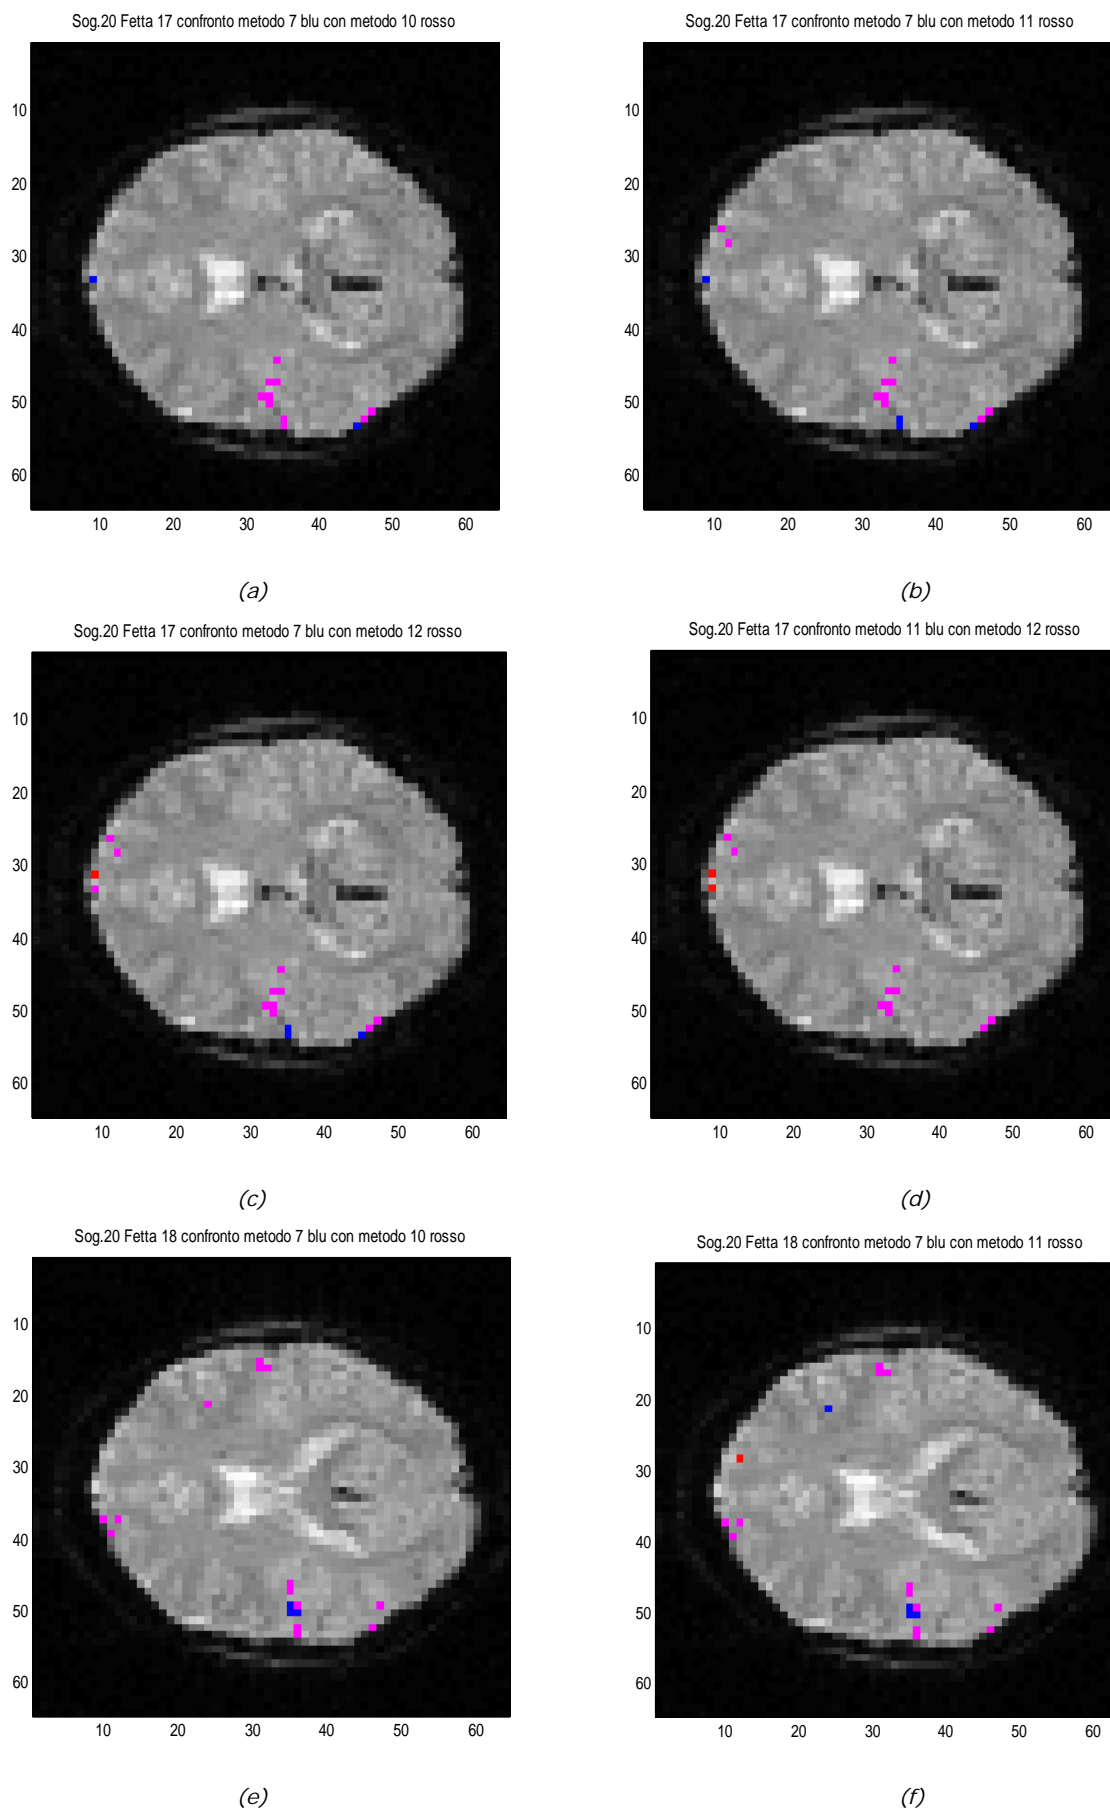 Sog.20 Fetta 17 confronto metodo 7 blu con metodo 10 rosso
10
20
30
40
50
60
10 20 30 40 50 60
(a)
Sog.20 Fetta 17 confronto metodo 7 blu con metodo 11 rosso
10
20
30
40
50
60
10 20 30 40 50 60
(b)
Sog.20 Fetta 17 confronto metodo 7 blu con metodo 12 rosso
10
20
30
40
50
60
10 20 30 40 50 60
(c)
Sog.20 Fetta 17 confronto metodo 11 blu con metodo 12 rosso
10
20
30
40
50
60
10 20 30 40 50 60
(d)
Sog.20 Fetta 18 confronto metodo 7 blu con metodo 10 rosso
10
20
30
40
50
60
10 20 30 40 50 60
(e)
Sog.20 Fetta 18 confronto metodo 7 blu con metodo 11 rosso
10
20
30
40
50
60
10 20 30 40 50 60
(f)